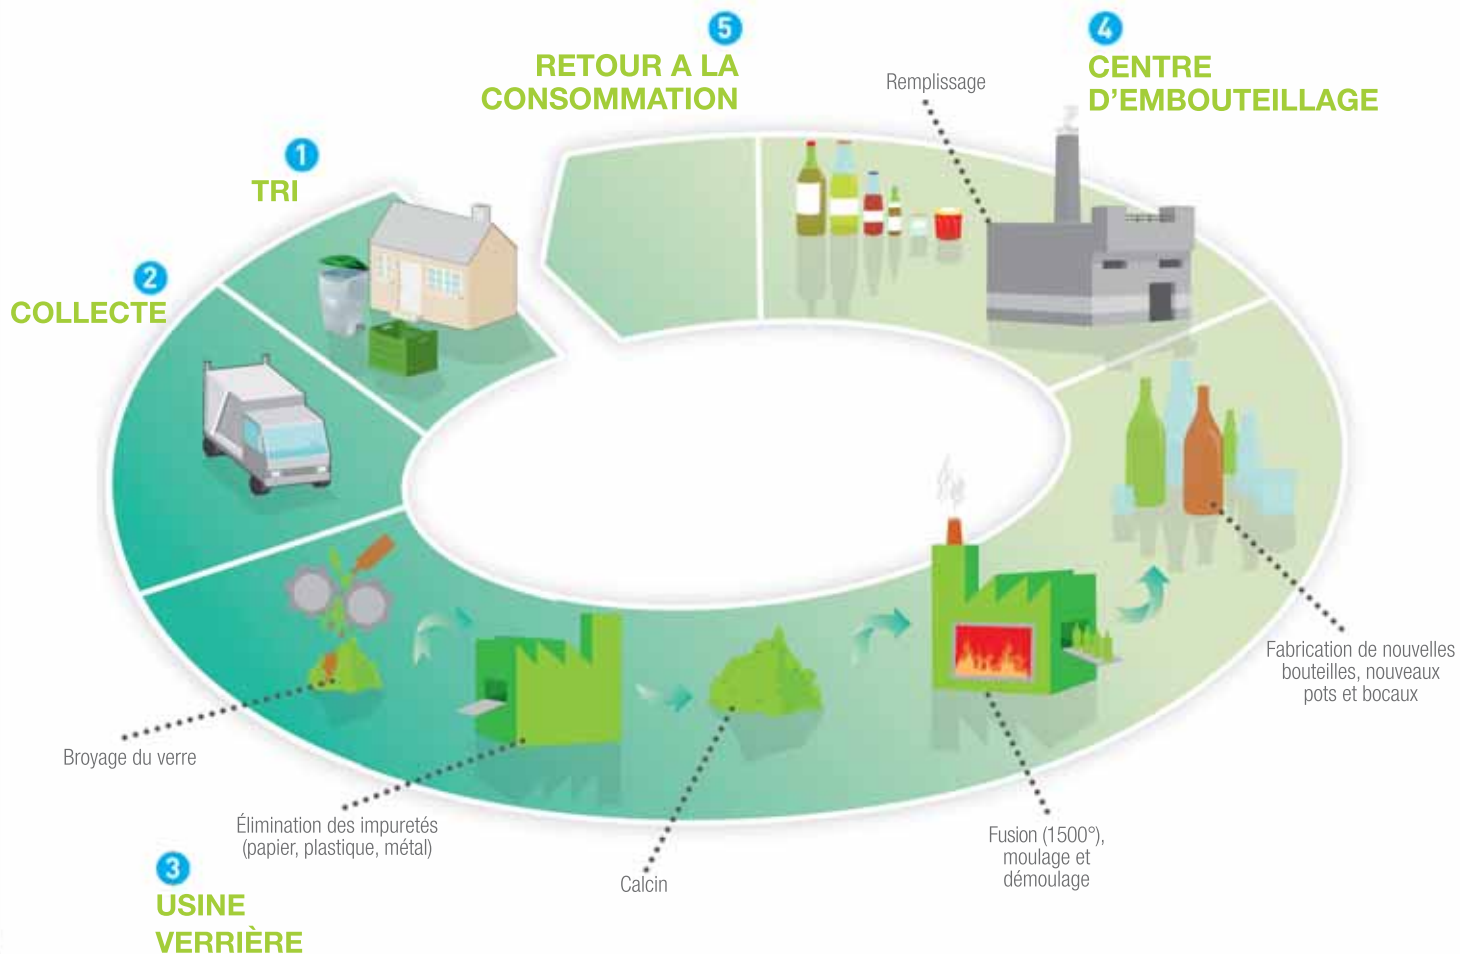 1
TRI
2
COLLECTE
Broyage du verre
Élimination des impuretés
(papier, plastique, métal)
3
USINE
VERRIÈRE
Calcin
Fusion (1500°),
moulage et
démoulage
Fabrication de nouvelles
bouteilles, nouveaux
pots et bocaux
4
CENTRE
D’EMBOUTEILLAGE
Remplissage
5
RETOUR A LA
CONSOMMATION